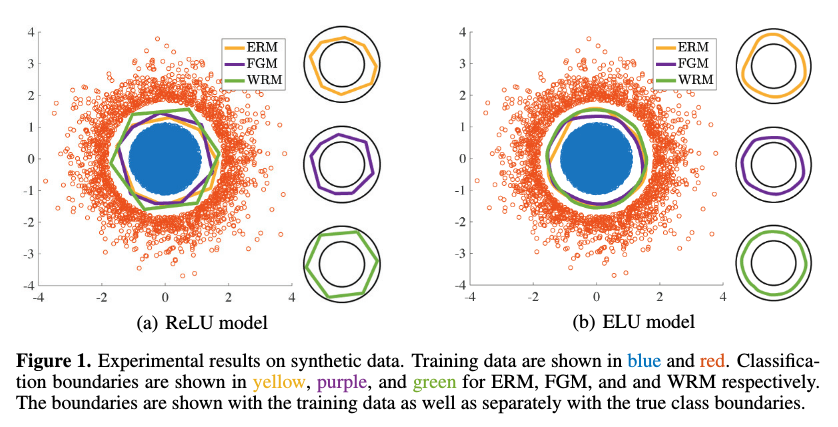 4
3
2
1
0
-1
-2
-3
-4
-4
-2
0
2
4
ERM
FGM
WRM
(a) ReLU model
4
3
2
1
0
-1
-2
-3
-4
-4
-2
0
2
4
ERM
FGM
WRM
(b) ELU model
Figure 1. Experimental results on synthetic data. Training data are shown in blue and red. Classifica-
tion boundaries are shown in yellow, purple, and green for ERM, FGM, and and WRM respectively.
The boundaries are shown with the training data as well as separately with the true class boundaries.